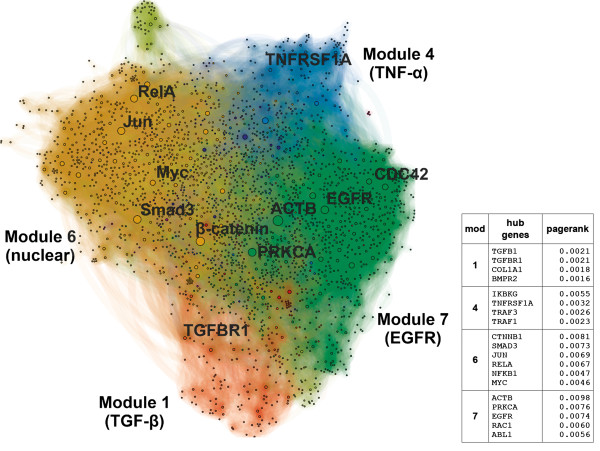 TNFRSF1A
Module 4
(TNF-α)
RelA
Jun
Myc
CDC42
EGFR
ACTB
Smad3
β-catenin
PRKCA
Module 6
(nuclear)
TGFBR1
Module 7
(EGFR)
Module 1
(TGF-β)
mod hub genes pagerank
1 TGFB1 0.0021
TGFBR1 0.0021
COL1A1 0.0018
BMPR2 0.0016
4 IKBKG 0.0055
TNFRSF1A 0.0032
TRAF3 0.0026
TRAF1 0.0023
6 CTNNB1 0.0081
SMAD3 0.0073
JUN 0.0069
RELA 0.0067
NFKB1 0.0047
MYC 0.0046
7 ACTB 0.0098
PRKCA 0.0076
EGFR 0.0074
RAC1 0.0060
ABL1 0.0056